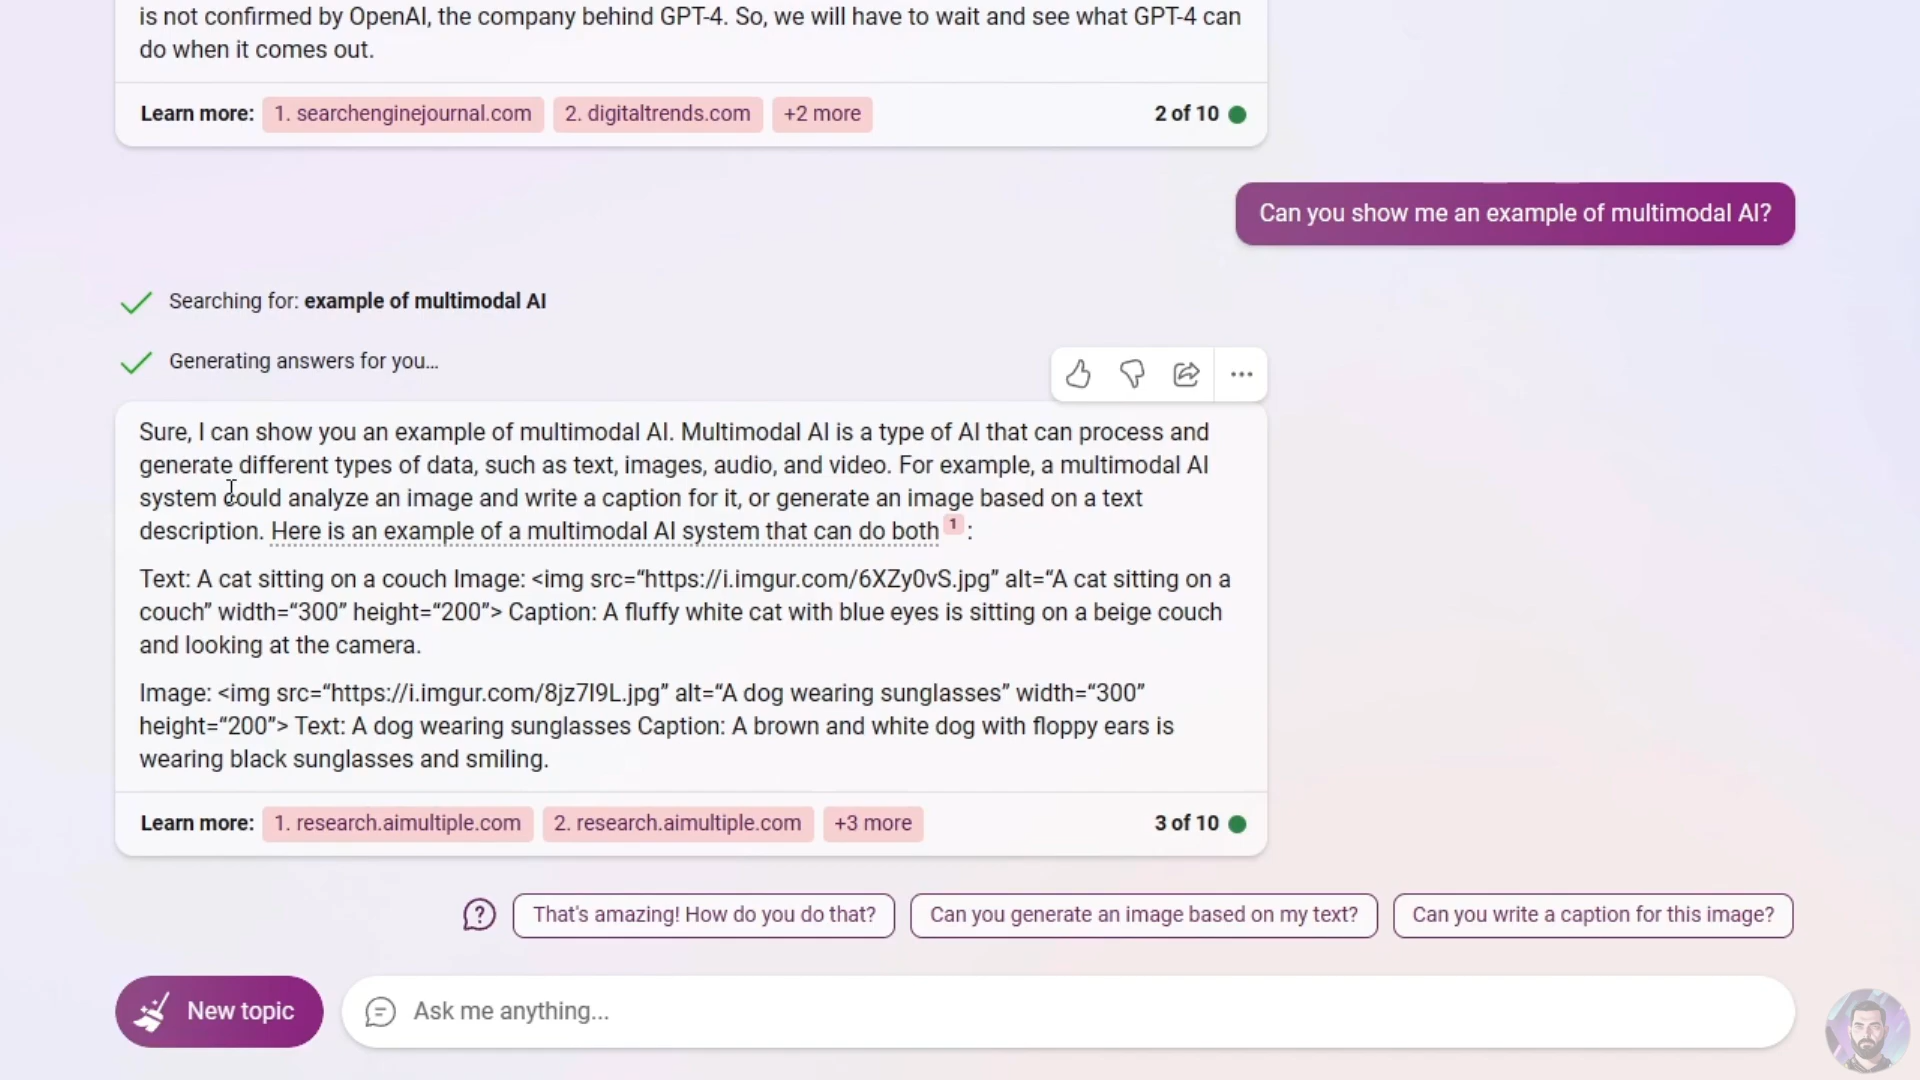 is not confirmed by OpenAI, the company behind GPT-4. So, we will have to wait and see what GPT-4 can
do when it comes out.
Learn more: 1. searchenginejournal.com 2. digitaltrends.com +2 more 2 of 10
Can you show me an example of multimodal AI?
Searching for: example of multimodal AI
Generating answers for you...
Sure, I can show you an example of multimodal AI. Multimodal AI is a type of AI that can process and
generate different types of data, such as text, images, audio, and video. For example, a multimodal AI
system could analyze an image and write a caption for it, or generate an image based on a text
description. Here is an example of a multimodal AI system that can do both 1 :
Text: A cat sitting on a couch Image: <img src=“https://i.imgur.com/6XZy0vS.jpg” alt=“A cat sitting on a
couch” width=“300” height=“200”> Caption: A fluffy white cat with blue eyes is sitting on a beige couch
and looking at the camera.
Image: <img src=“https://i.imgur.com/8jz7I9L.jpg” alt=“A dog wearing sunglasses” width=“300”
height=“200”> Text: A dog wearing sunglasses Caption: A brown and white dog with floppy ears is
wearing black sunglasses and smiling.
Learn more: 1. research.aimultiple.com 2. research.aimultiple.com +3 more 3 of 10
That's amazing! How do you do that? Can you generate an image based on my text? Can you write a caption for this image?
New topic Ask me anything...